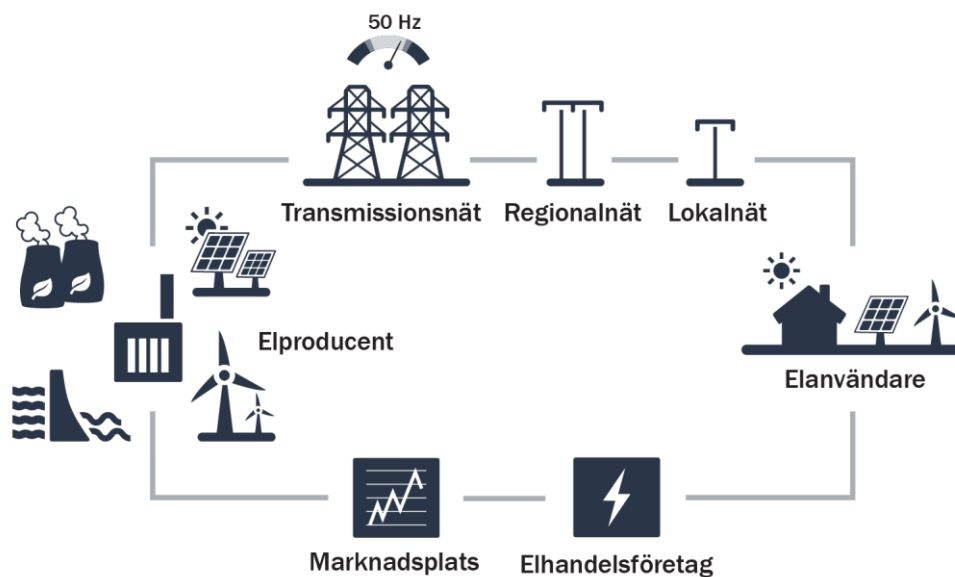 50 Hz
Transmissionsnät
Regionalnät
Lokalnät
Elproducent
Elanvändare
Marknadsplats
Elhandelsföretag